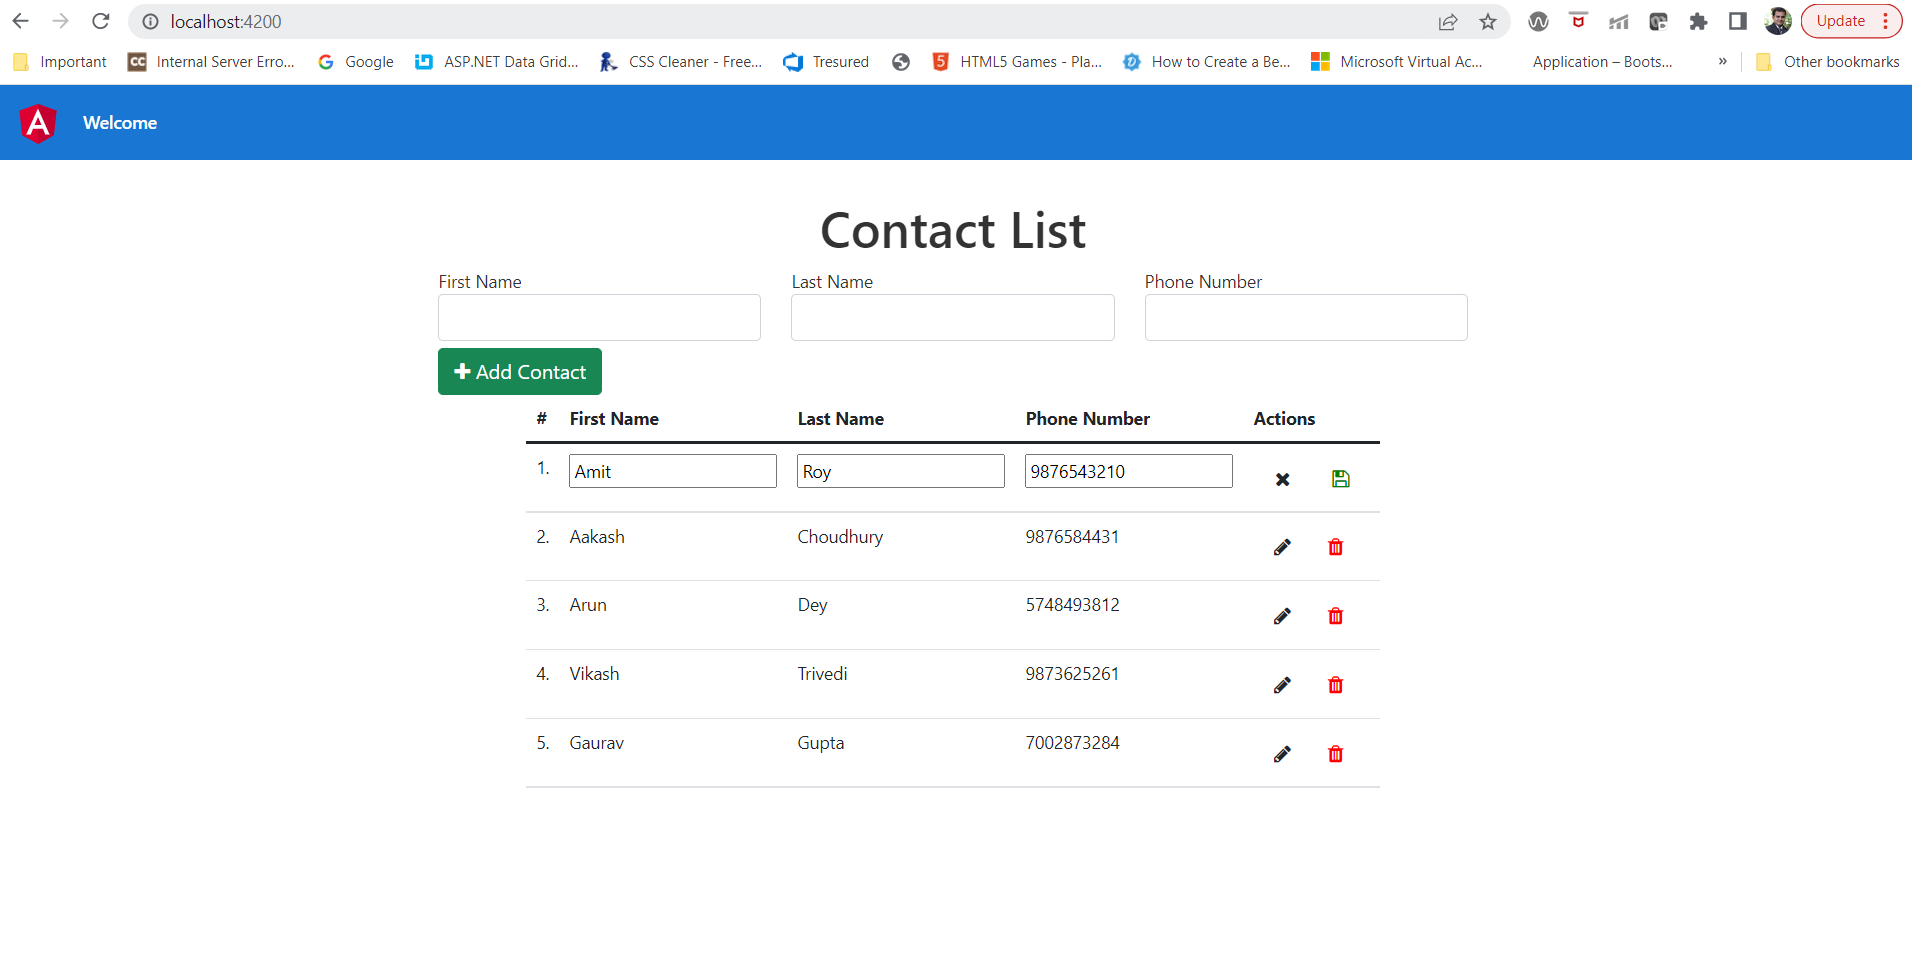 localhost:4200 Update
Important Internal Server Erro... Google ASP.NET Data Grid... CSS Cleaner - Free... Tresured HTML5 Games - Pla... How to Create a Be... Microsoft Virtual Ac... Application – Boots... » Other bookmarks
A Welcome
Contact List
First Name Last Name Phone Number
Add Contact
# First Name Last Name Phone Number Actions
1. Amit Roy 9876543210
2. Aakash Choudhury 9876584431
3. Arun Dey 5748493812
4. Vikash Trivedi 9873625261
5. Gaurav Gupta 7002873284